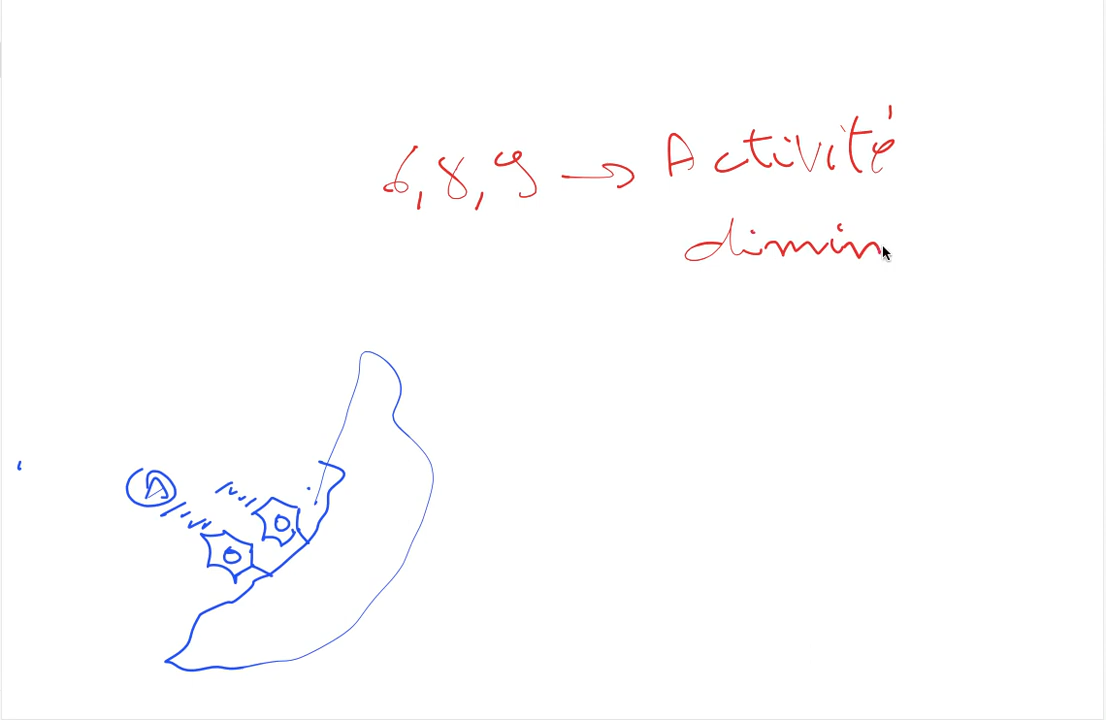 6, 8, 9 → Activité
dimin
A